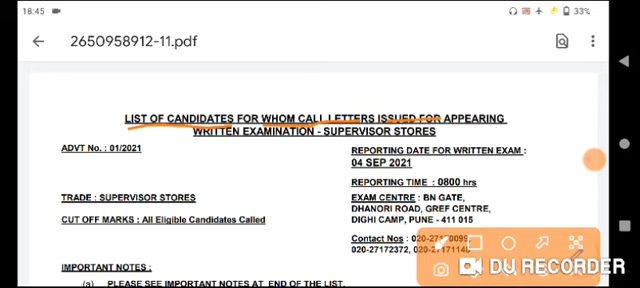 18:45
33%
2650958912-11.pdf
LIST OF CANDIDATES FOR WHOM CALL LETTERS ISSUED FOR APPEARING
WRITTEN EXAMINATION - SUPERVISOR STORES
ADVT No. : 01/2021
REPORTING DATE FOR WRITTEN EXAM :
04 SEP 2021
REPORTING TIME : 0800 hrs
TRADE : SUPERVISOR STORES
EXAM CENTRE : BN GATE,
DHANORI ROAD, GREF CENTRE,
DIGHI CAMP, PUNE - 411 015
CUT OFF MARKS : All Eligible Candidates Called
Contact Nos : 020-27170099,
020-27172372, 020-2717114
IMPORTANT NOTES :
(a) PLEASE SEE IMPORTANT NOTES AT END OF THE LIST.
DU RECORDER